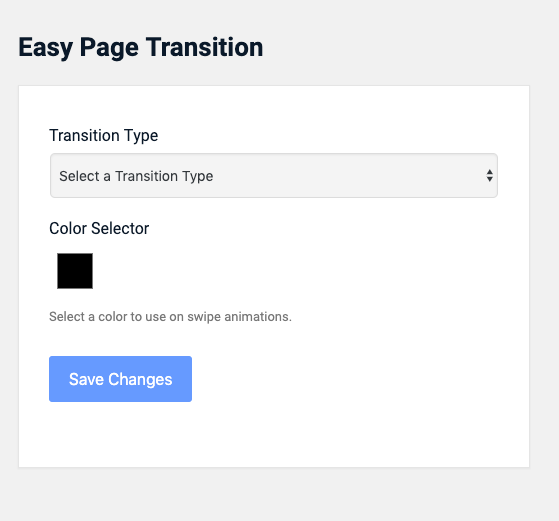 Easy Page Transition
Transition Type
Select a Transition Type
Color Selector
Select a color to use on swipe animations.
Save Changes